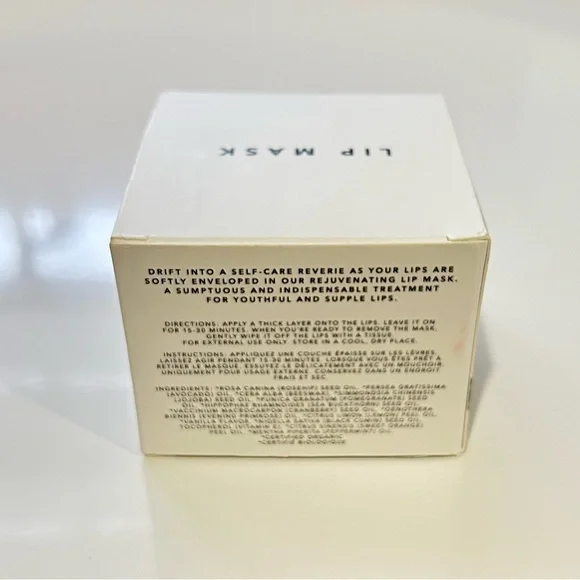 LIP MASK
DRIFT INTO A SELF-CARE REVERIE AS YOUR LIPS ARE
SOFTLY ENVELOPED IN OUR REJUVENATING LIP MASK.
A SUMPTUOUS AND INDISPENSABLE TREATMENT
FOR YOUTHFUL AND SUPPLE LIPS.
DIRECTIONS: APPLY A THICK LAYER ONTO THE LIPS. LEAVE IT ON
FOR 15-30 MINUTES. WHEN YOU'RE READY TO REMOVE THE MASK,
GENTLY WIPE IT OFF THE LIPS WITH A TISSUE.
FOR EXTERNAL USE ONLY. STORE IN A COOL, DRY PLACE.
INSTRUCTIONS: APPLIQUEZ UNE COUCHE ÉPAISSE SUR LES LÈVRES.
LAISSEZ AGIR PENDANT 15-30 MINUTES. LORSQUE VOUS ÊTES PRÊT À
RETIRER LE MASQUE, ESSUYEZ-LE DÉLICATEMENT AVEC UN MOUCHOIR.
UNIQUEMENT POUR USAGE EXTERNE. CONSERVEZ DANS UN ENDROIT
FRAIS ET SEC.
INGREDIENTS: *ROSA CANINA (ROSEHIP) SEED OIL, *PERSEA GRATISSIMA
(AVOCADO) OIL, *CERA ALBA (BEESWAX), *SIMMONDSIA CHINENSIS
(JOJOBA) SEED OIL, *PUNICA GRANATUM (POMEGRANATE) SEED
OIL, *HIPPOPHAE RHAMNOIDES (SEA BUCKTHORN) SEED OIL,
*VACCINIUM MACROCARPON (CRANBERRY) SEED OIL, *OENOTHERA
BIENNIS (EVENING PRIMROSE) OIL, *CITRUS LIMON (LEMON) PEEL OIL,
*VANILLA FLAVOR, *NIGELLA SATIVA (BLACK CUMIN) SEED OIL,
TOCOPHEROL (VITAMIN E), *CITRUS SINENSIS (SWEET ORANGE)
PEEL OIL, *MENTHA PIPERITA (PEPPERMINT) OIL.
*CERTIFIED ORGANIC
*CERTIFIÉ BIOLOGIQUE